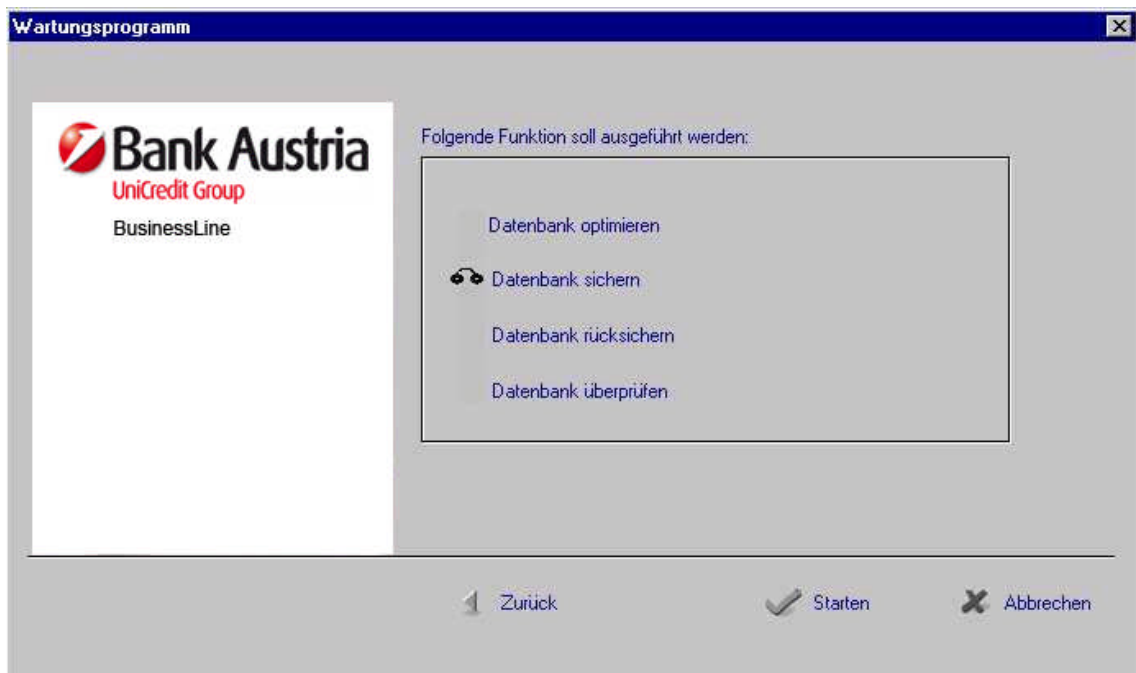 Wartungsprogramm
Bank Austria
UniCredit Group
BusinessLine
Folgende Funktion soll ausgeführt werden:
Datenbank optimieren
Datenbank sichern
Datenbank rücksichern
Datenbank überprüfen
Zurück
Starten
Abbrechen